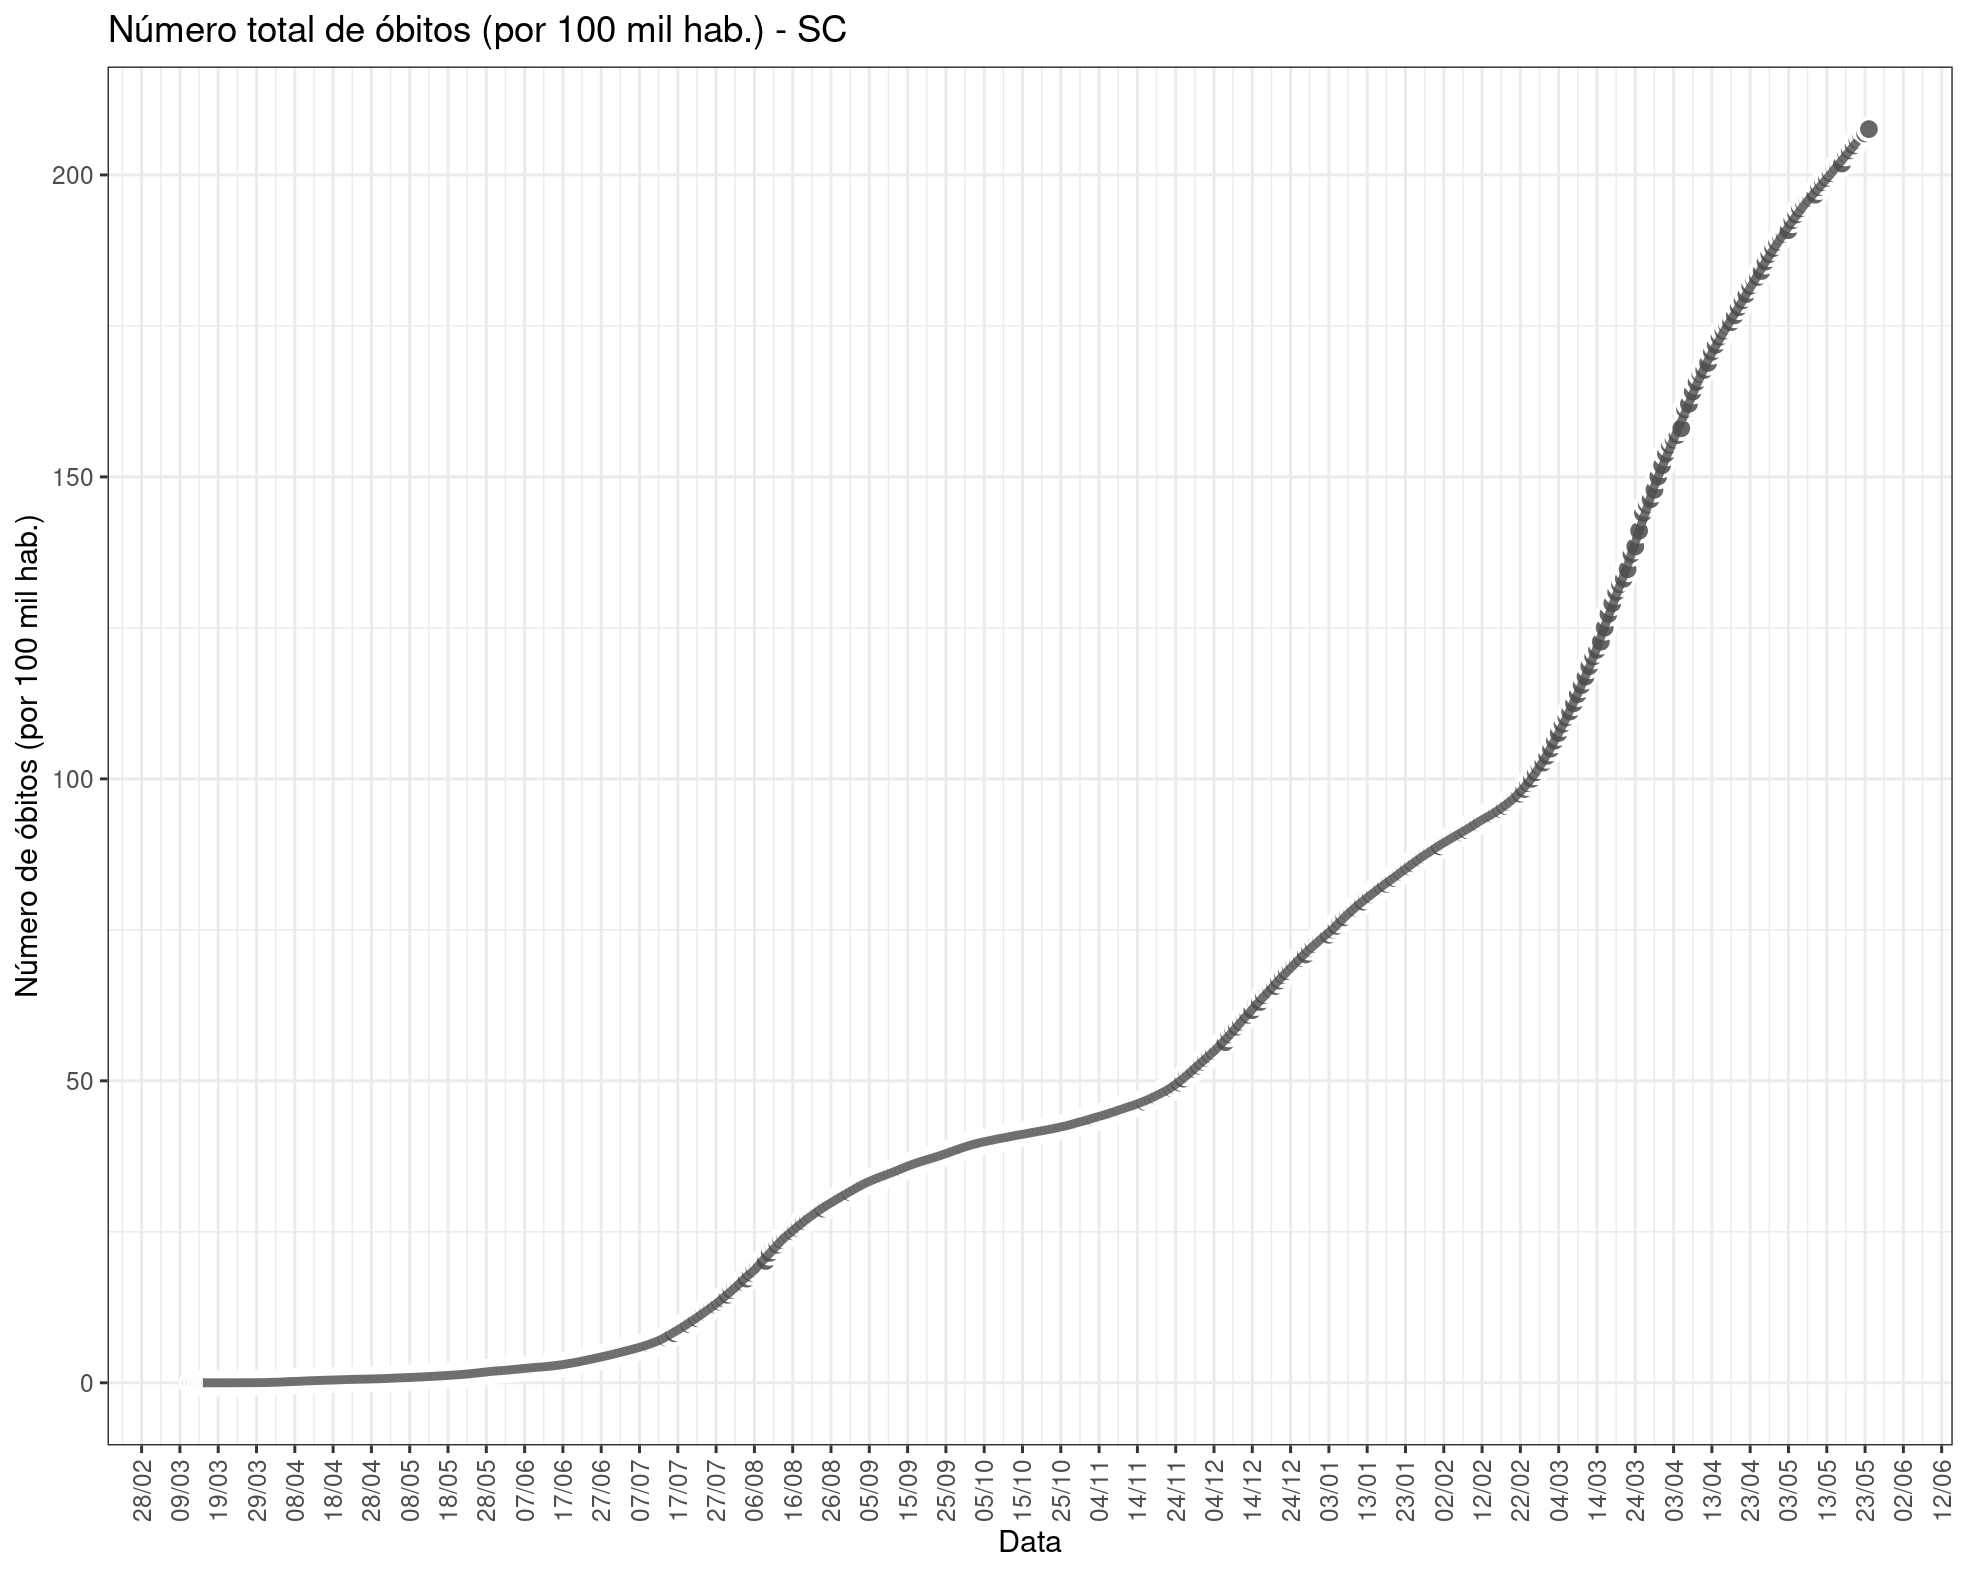 Número total de óbitos (por 100 mil hab.) - SC
Número de óbitos (por 100 mil hab.)
200
150
100
50
0
28/02 09/03 19/03 29/03 08/04 18/04 28/04 08/05 18/05 28/05 07/06 17/06 27/06 07/07 17/07 27/07 06/08 16/08 26/08 05/09 15/09 25/09 05/10 15/10 25/10 04/11 14/11 24/11 04/12 14/12 24/12 03/01 13/01 23/01 02/02 12/02 22/02 04/03 14/03 24/03 03/04 13/04 23/04 03/05 13/05 23/05 02/06 12/06
Data